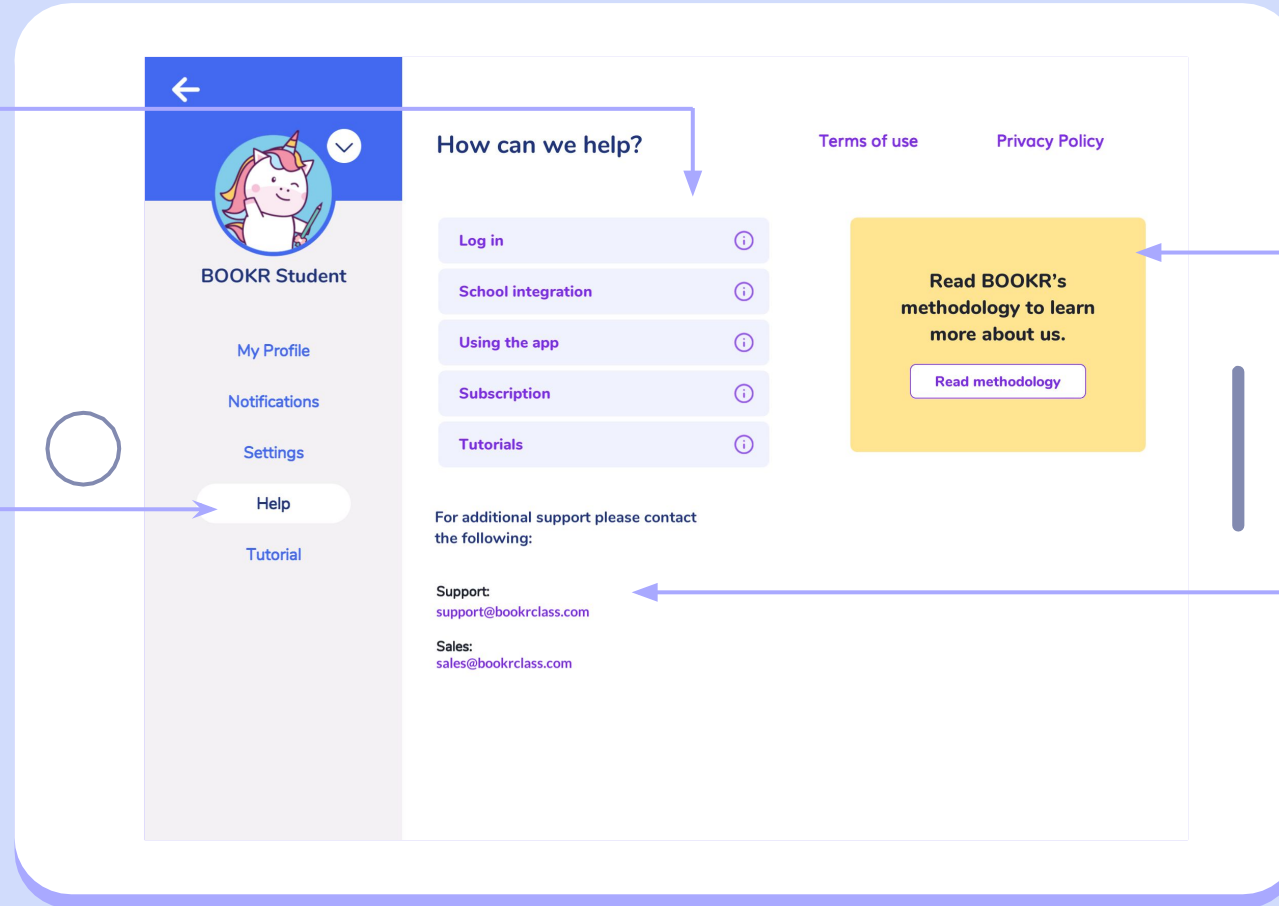 BOOKR Student
My Profile
Notifications
Settings
Help
Tutorial
How can we help?
Terms of use
Privacy Policy
Log in
School integration
Using the app
Subscription
Tutorials
Read BOOKR’s
methodology to learn
more about us.
Read methodology
For additional support please contact
the following:
Support:
support@bookrclass.com
Sales:
sales@bookrclass.com